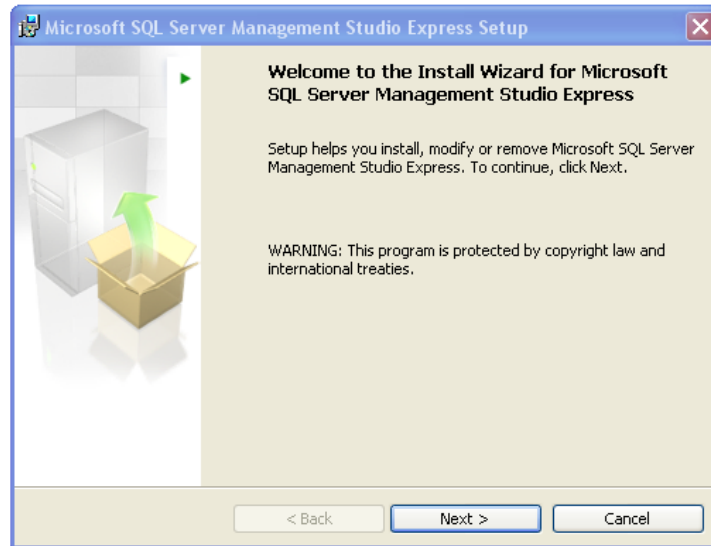 Microsoft SQL Server Management Studio Express Setup
Welcome to the Install Wizard for Microsoft
SQL Server Management Studio Express
Setup helps you install, modify or remove Microsoft SQL Server
Management Studio Express. To continue, click Next.
WARNING: This program is protected by copyright law and
international treaties.
< Back
Next >
Cancel